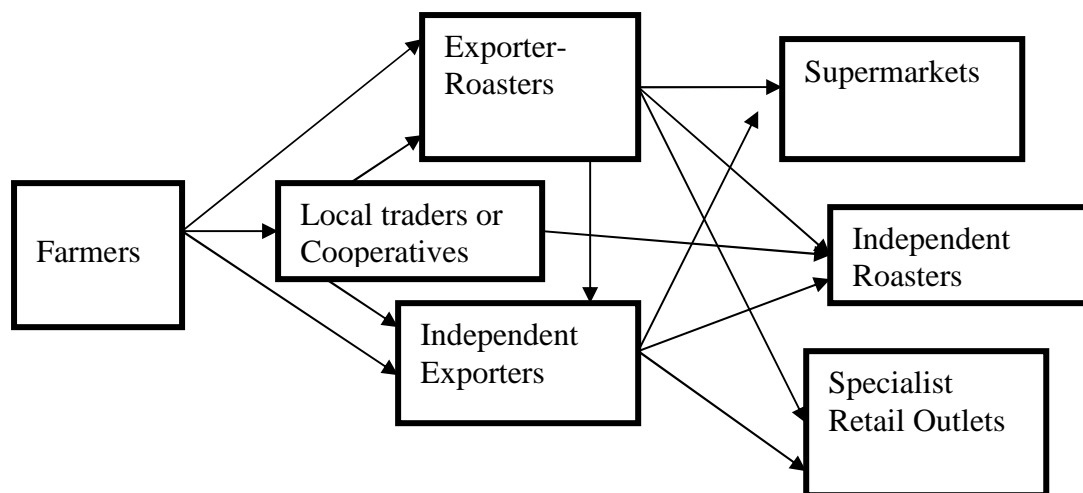 Exporter-
Roasters
Supermarkets
Farmers
Local traders or
Cooperatives
Independent
Roasters
Independent
Exporters
Specialist
Retail Outlets